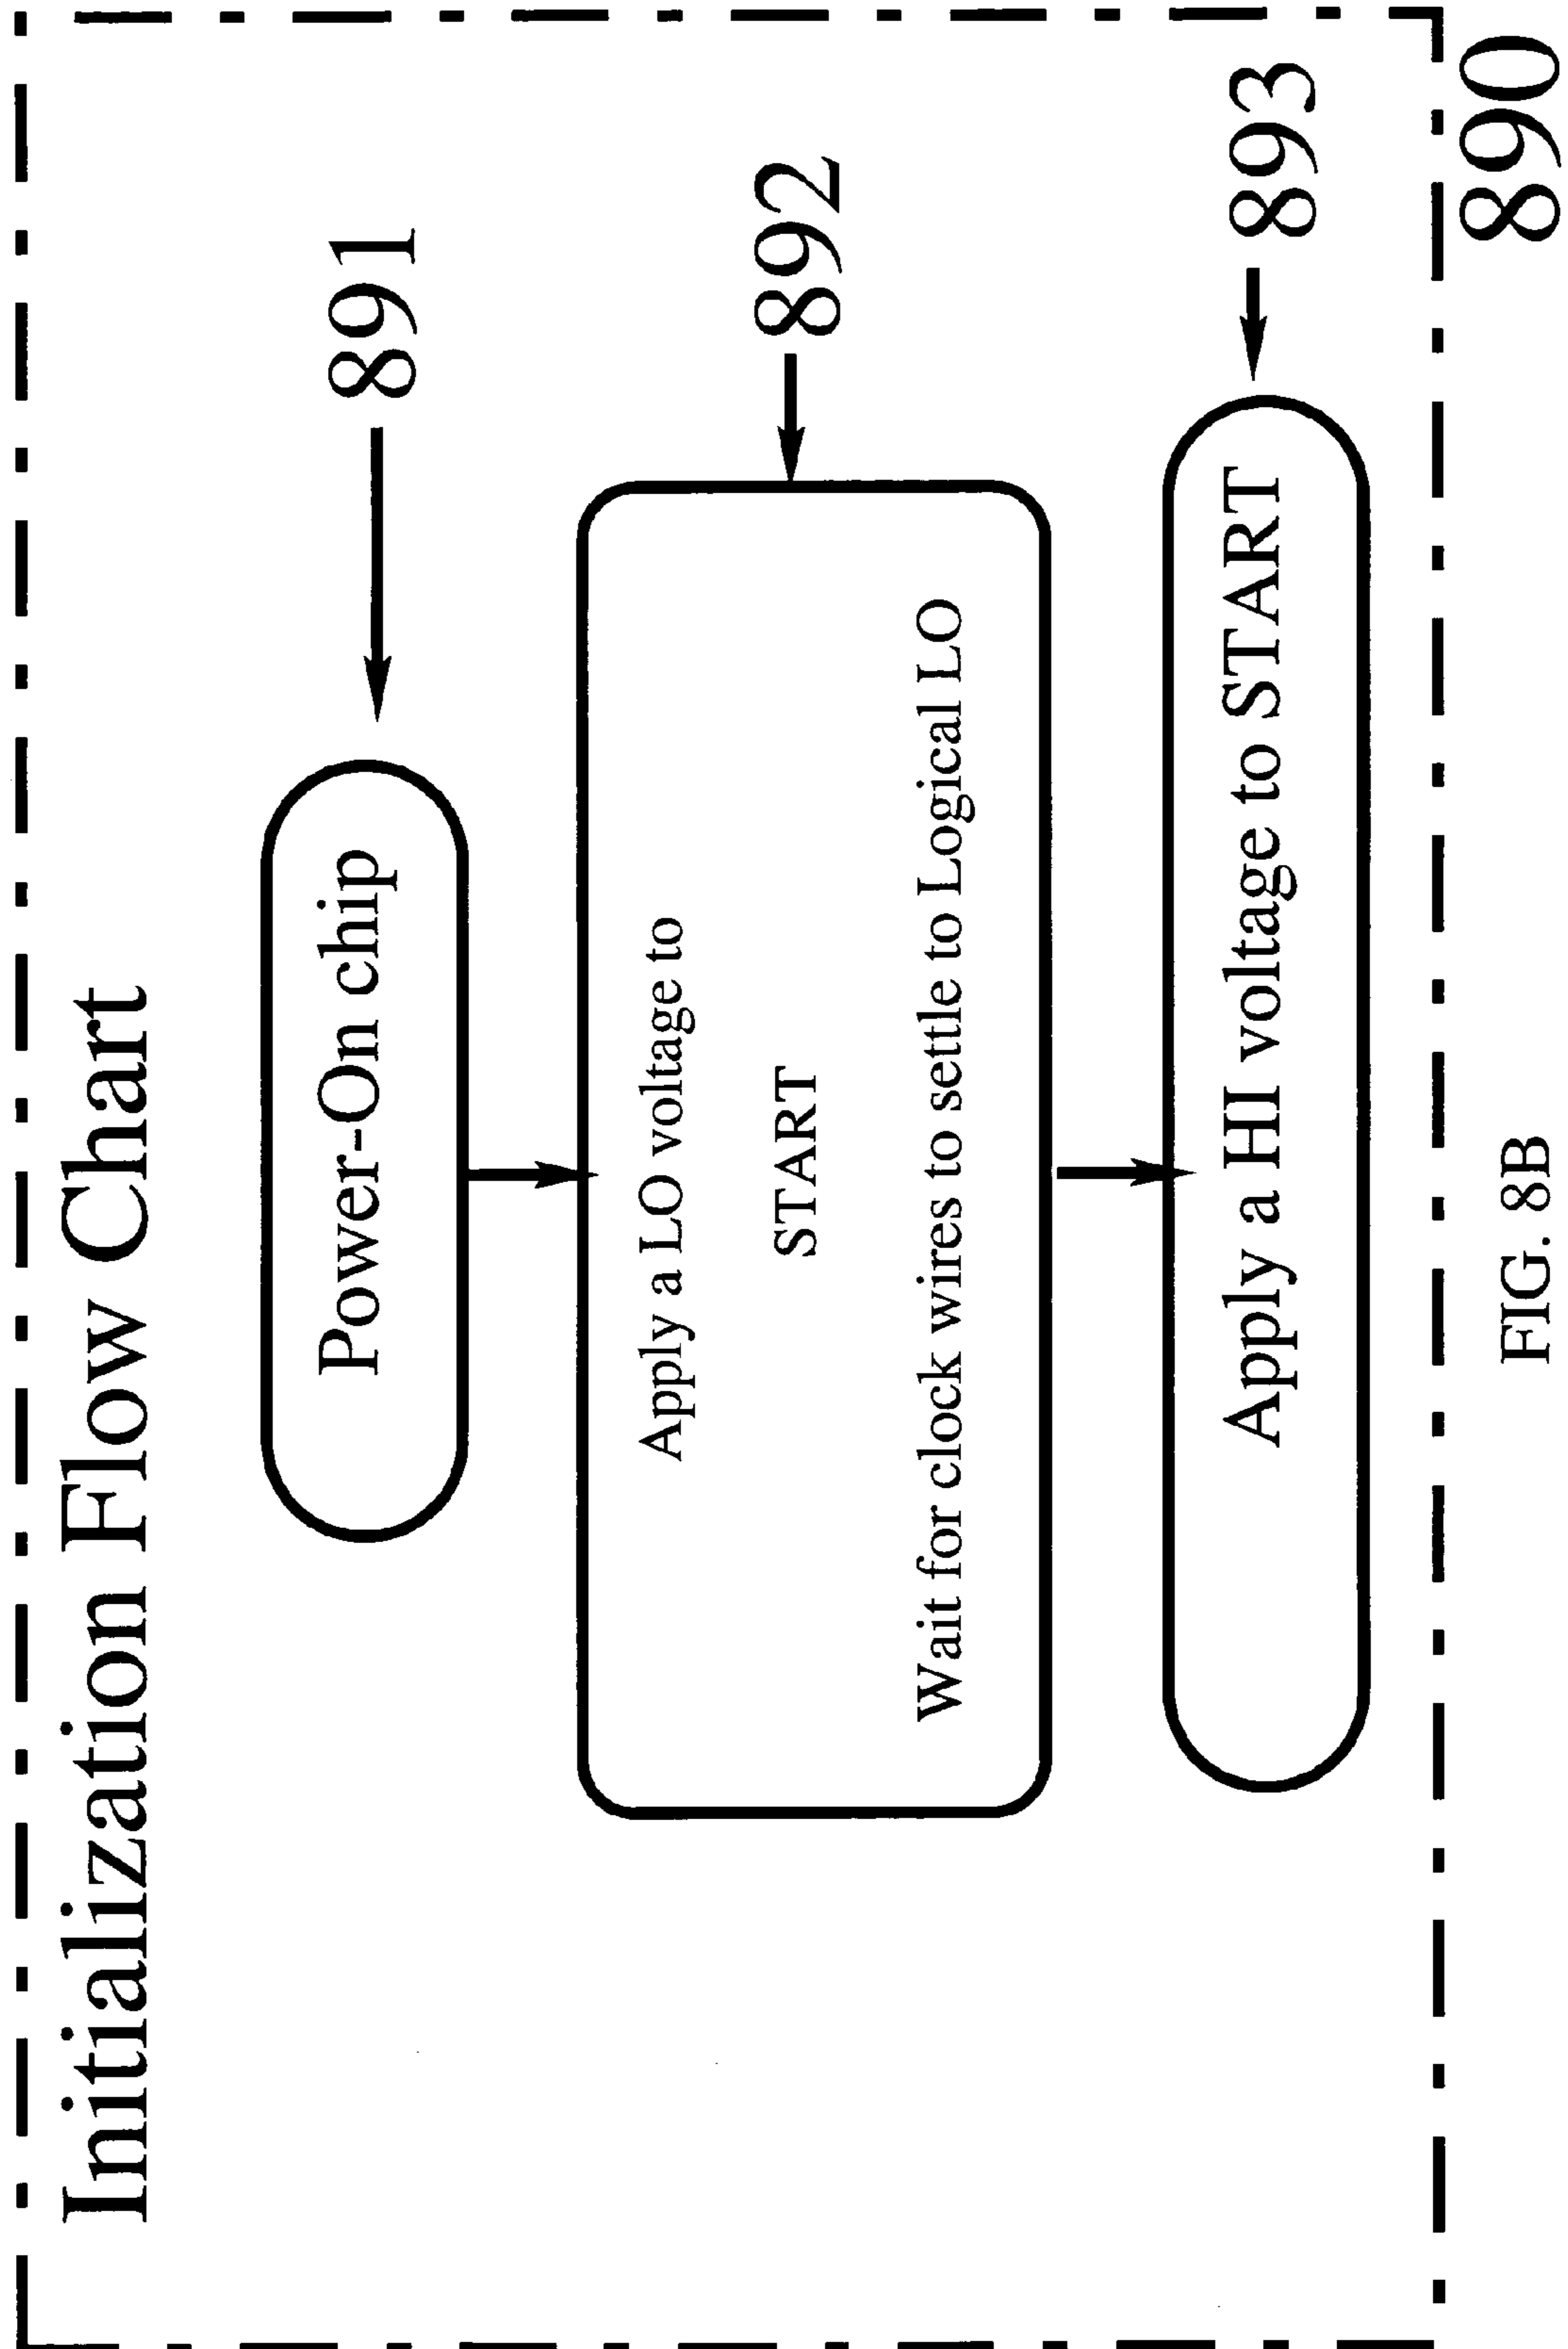 Initialization Flow Chart
Power-On chip
891
Apply a LO voltage to
START
892
Wait for clock wires to settle to Logical LO
Apply a HI voltage to START
893
890
FIG. 8B